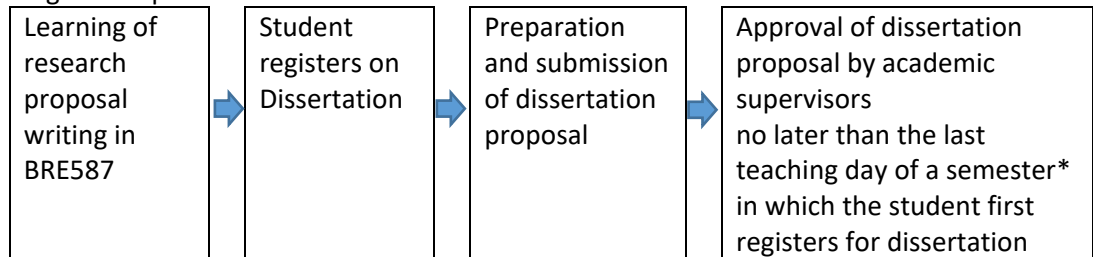 Learning of
research
proposal
writing in
BRE587
Student
registers on
Dissertation
Preparation
and submission
of dissertation
proposal
Approval of dissertation
proposal by academic
supervisors
no later than the last
teaching day of a semester*
in which the student first
registers for dissertation